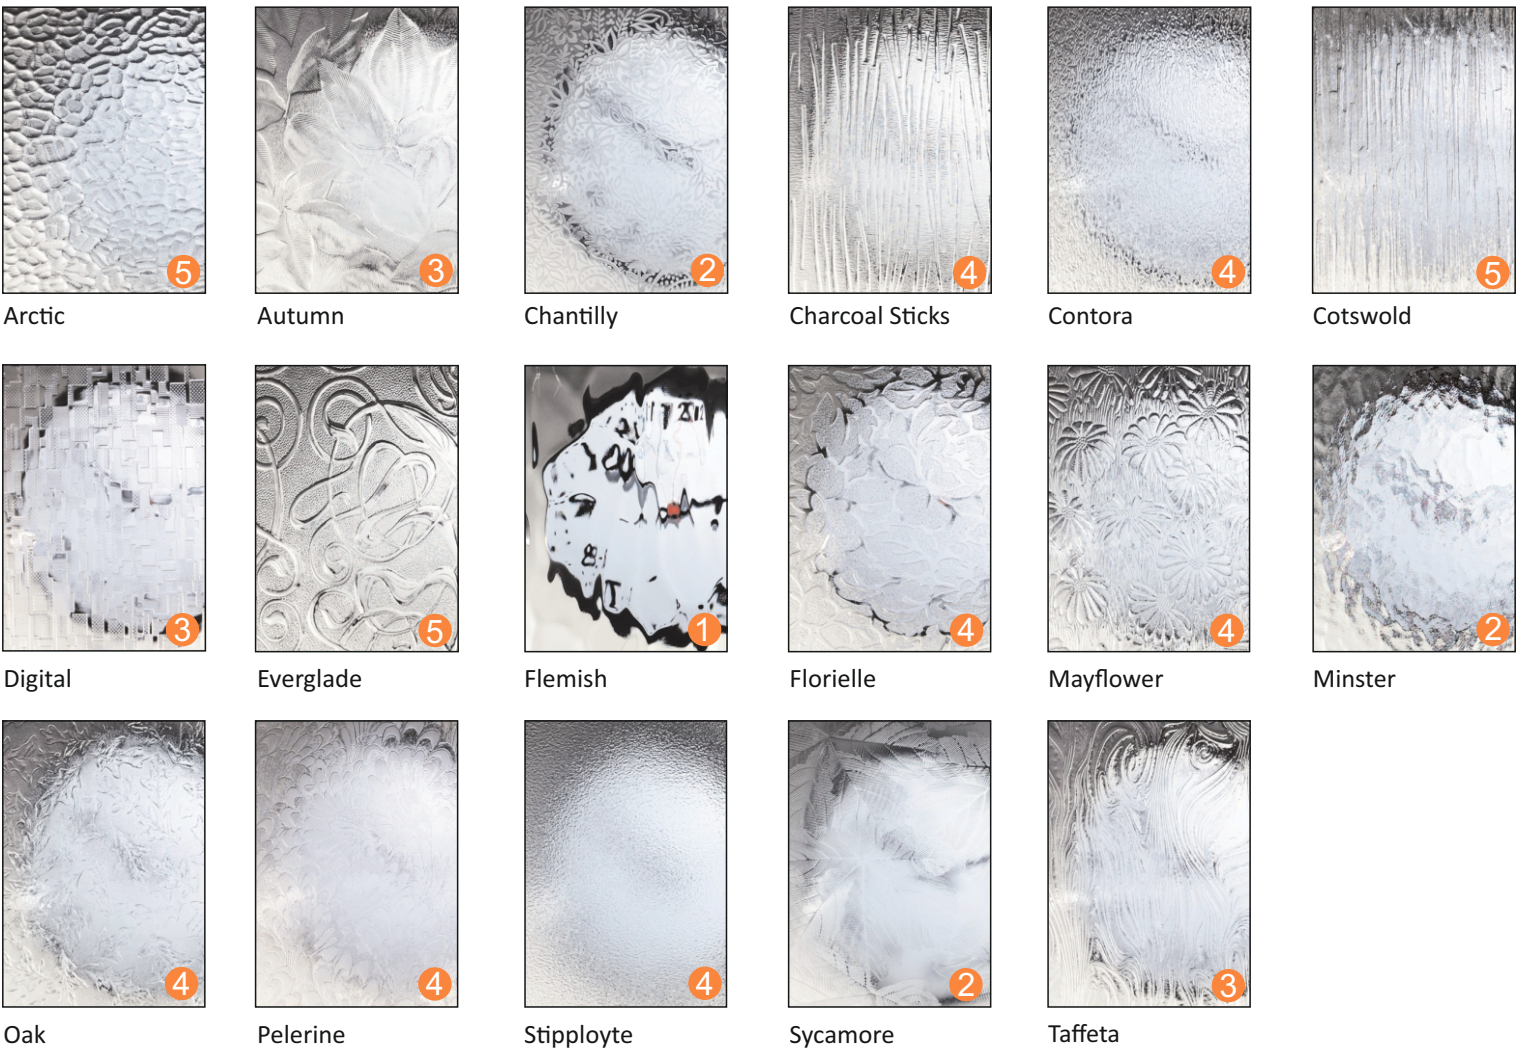 5
3
2
4
4
5
Arctic
Autumn
Chantilly
Charcoal Sticks
Contora
Cotswold
3
5
1
4
4
2
Digital
Everglade
Flemish
Florielle
Mayflower
Minster
4
4
4
2
3
Oak
Pelerine
Stipployte
Sycamore
Taffeta